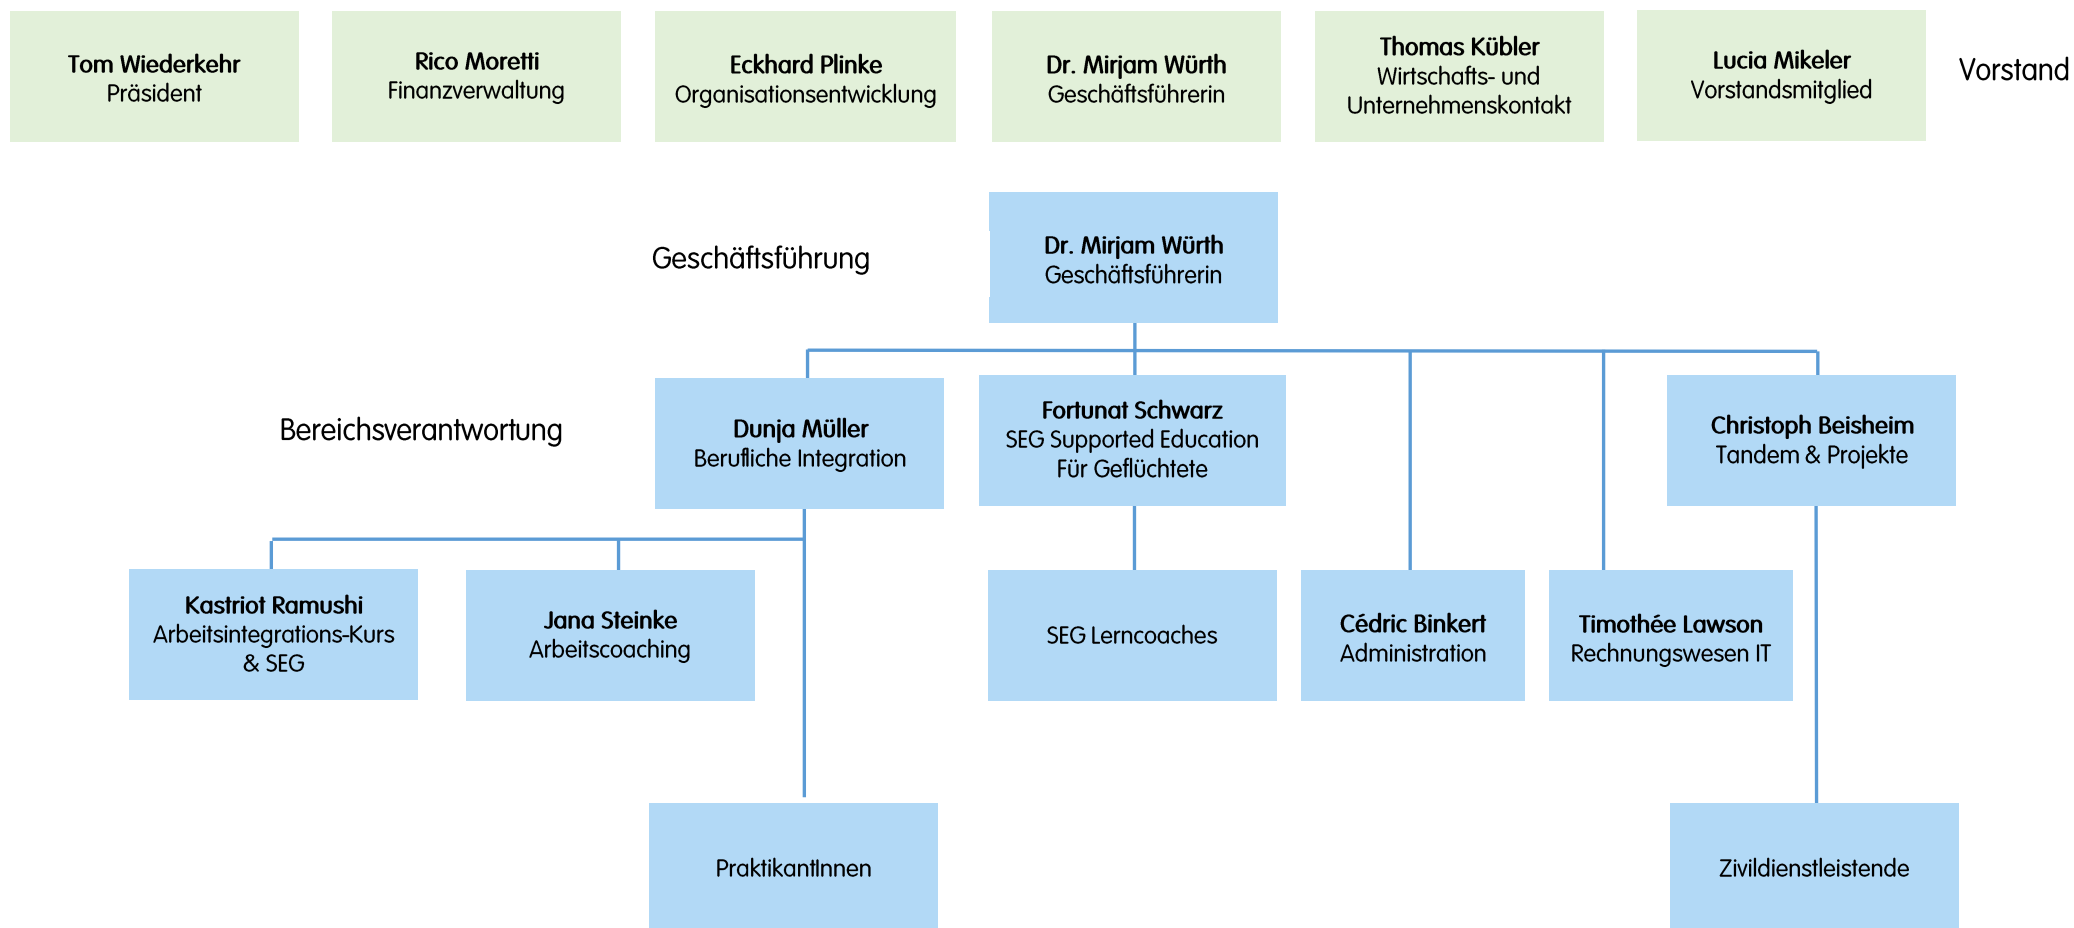 Tom Wiederkehr
Präsident
Rico Moretti
Finanzverwaltung
Eckhard Plinke
Organisationsentwicklung
Dr. Mirjam Würth
Geschäftsführerin
Thomas Kübler
Wirtschafts- und
Unternehmenskontakt
Lucia Mikeler
Vorstandsmitglied
Vorstand
Geschäftsführung
Dr. Mirjam Würth
Geschäftsführerin
Bereichsverantwortung
Dunja Müller
Berufliche Integration
Fortunat Schwarz
SEG Supported Education
Für Geflüchtete
Christoph Beisheim
Tandem & Projekte
Kastriot Ramushi
Arbeitsintegrations-Kurs
& SEG
Jana Steinke
Arbeitscoaching
SEG Lerncoaches
Cédric Binkert
Administration
Timothée Lawson
Rechnungswesen IT
PraktikantInnen
Zivildienstleistende